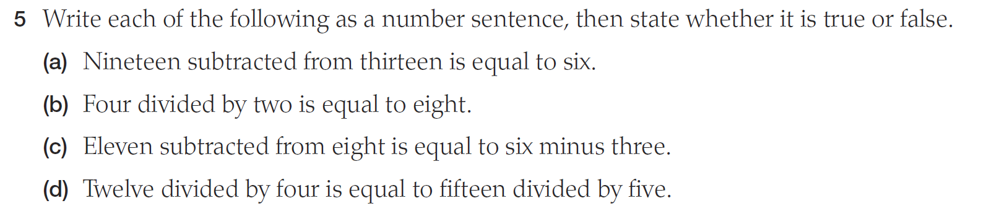 5 Write each of the following as a number sentence, then state whether it is true or false.
(a) Nineteen subtracted from thirteen is equal to six.
(b) Four divided by two is equal to eight.
(c) Eleven subtracted from eight is equal to six minus three.
(d) Twelve divided by four is equal to fifteen divided by five.